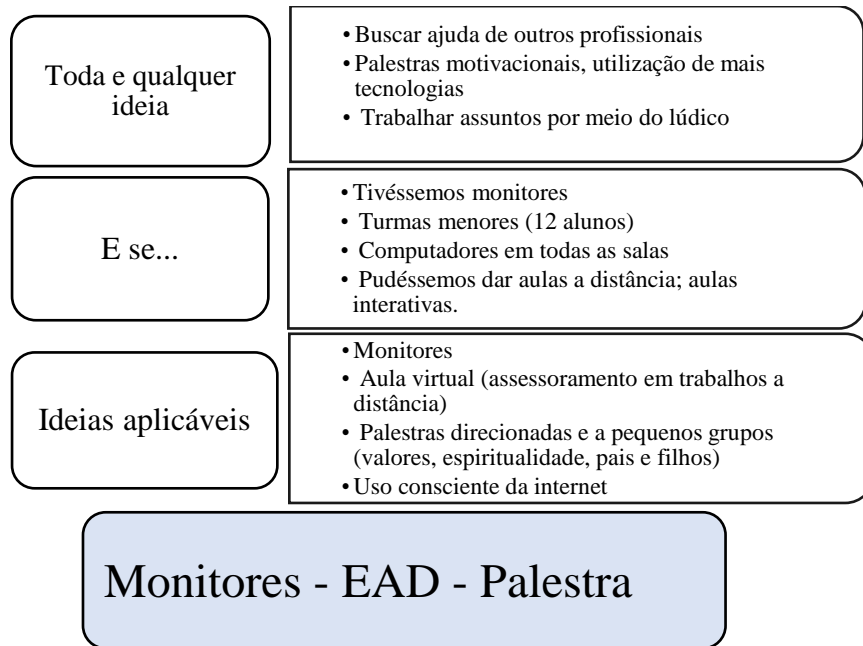 Toda e qualquer
ideia
• Buscar ajuda de outros profissionais
• Palestras motivacionais, utilização de mais
tecnologias
• Trabalhar assuntos por meio do lúdico
E se...
• Tivéssemos monitores
• Turmas menores (12 alunos)
• Computadores em todas as salas
• Pudéssemos dar aulas a distância; aulas
interativas.
Ideias aplicáveis
• Monitores
• Aula virtual (assessoramento em trabalhos a
distância)
• Palestras direcionadas e a pequenos grupos
(valores, espiritualidade, pais e filhos)
• Uso consciente da internet
Monitores - EAD - Palestra